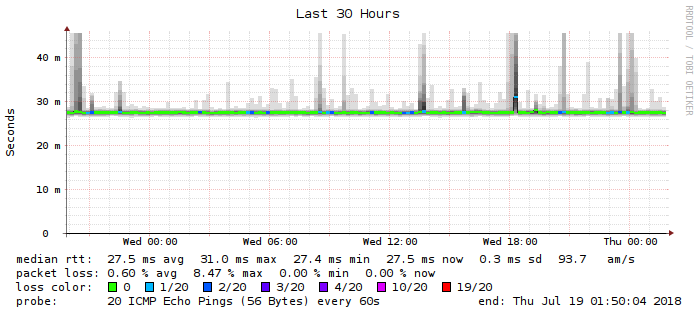 Last 30 Hours
RRDTOOL / TOBI OETIKER
Seconds
40 m
30 m
20 m
10 m
0
Wed 00:00 Wed 06:00 Wed 12:00 Wed 18:00 Thu 00:00
median rtt: 27.5 ms avg 31.0 ms max 27.4 ms min 27.5 ms now 0.3 ms sd 93.7 am/s
packet loss: 0.60 % avg 8.47 % max 0.00 % min 0.00 % now
loss color: 0 1/20 2/20 3/20 4/20 10/20 19/20
probe: 20 ICMP Echo Pings (56 Bytes) every 60s end: Thu Jul 19 01:50:04 2018